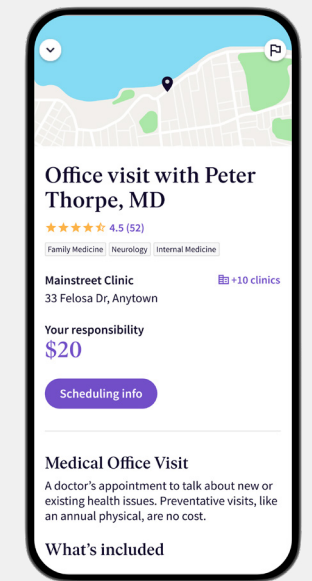 Office visit with Peter
Thorpe, MD
4.5 (52)
Family Medicine Neurology Internal Medicine
Mainstreet Clinic +10 clinics
33 Felosa Dr, Anytown
Your responsibility
$20
Scheduling info
Medical Office Visit
A doctor's appointment to talk about new or
existing health issues. Preventative visits, like
an annual physical, are no cost.
What's included